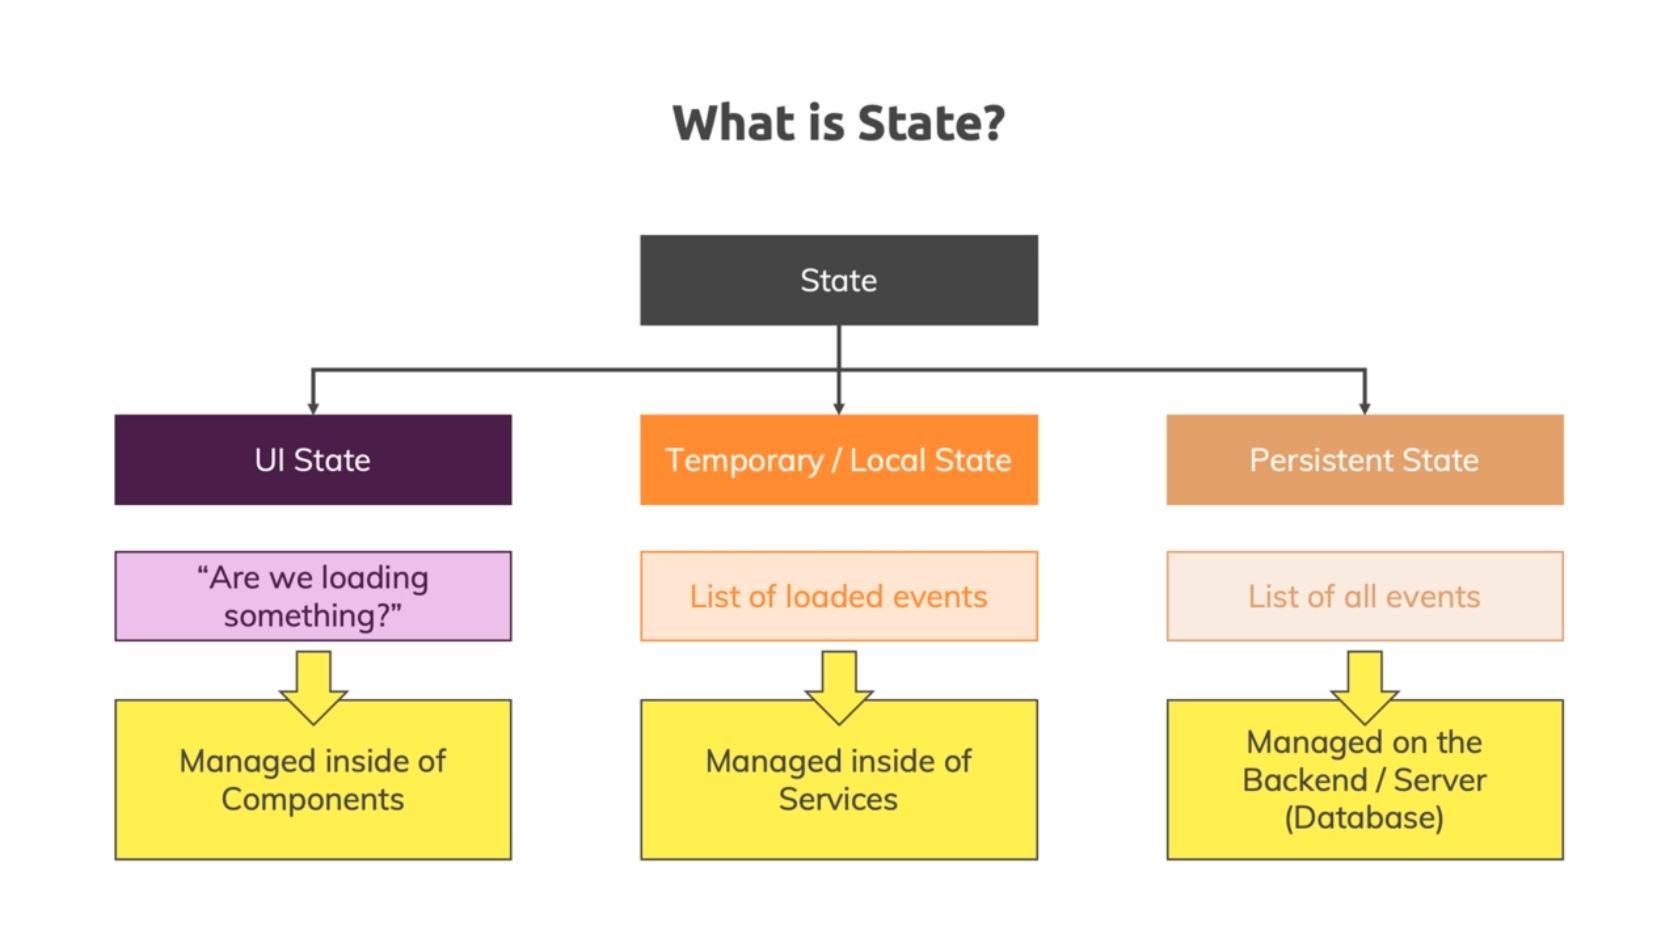 What is State?
State
UI State
Temporary / Local State
Persistent State
“Are we loading
something?”
List of loaded events
List of all events
Managed inside of
Components
Managed inside of
Services
Managed on the
Backend / Server
(Database)